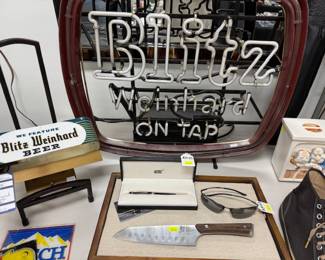 Blitz
Weinhard
ON TAP
WE FEATURE
Blitz Weinhard
BEER